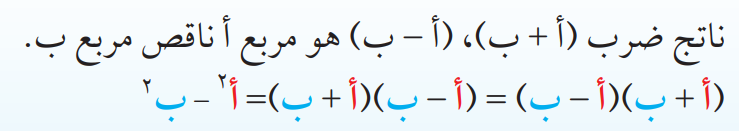 ناتج ضرب (أ + ب)، (أ – ب) هو مربع أ ناقص مربع ب.
(أ + ب)(أ – ب) = (أ – ب)(أ + ب)= أ٢ – ب٢